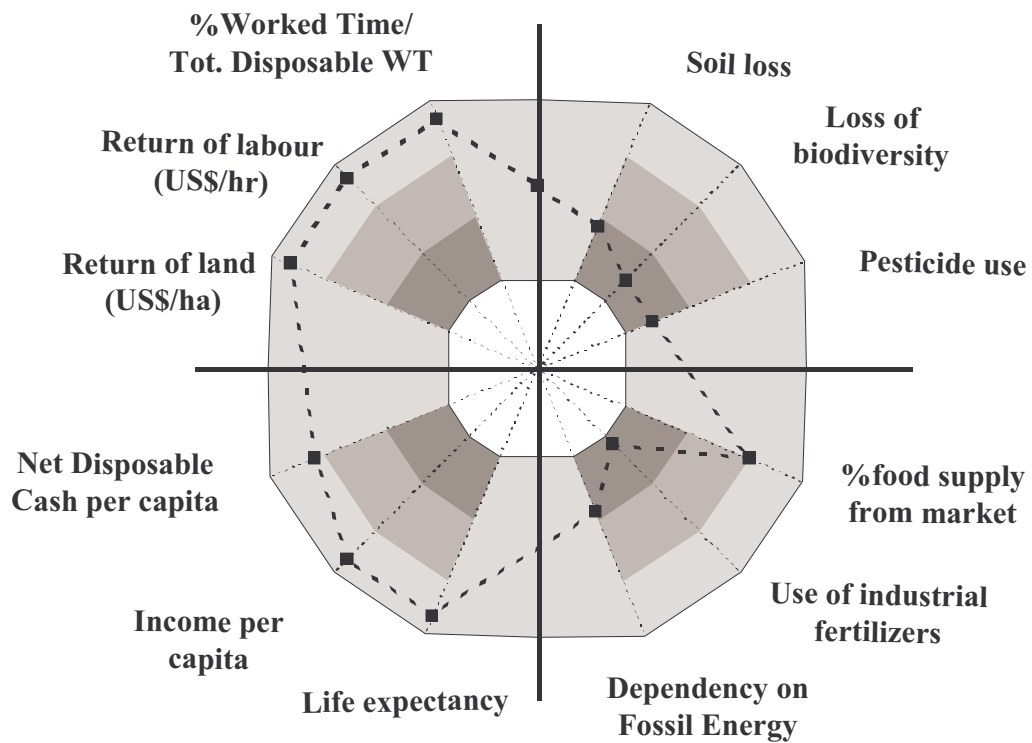 %Worked Time/
Tot. Disposable WT
Soil loss
Loss of
biodiversity
Return of labour
(US$/hr)
Return of land
(US$/ha)
Pesticide use
Net Disposable
Cash per capita
%food supply
from market
Use of industrial
fertilizers
Income per
capita
Life expectancy
Dependency on
Fossil Energy